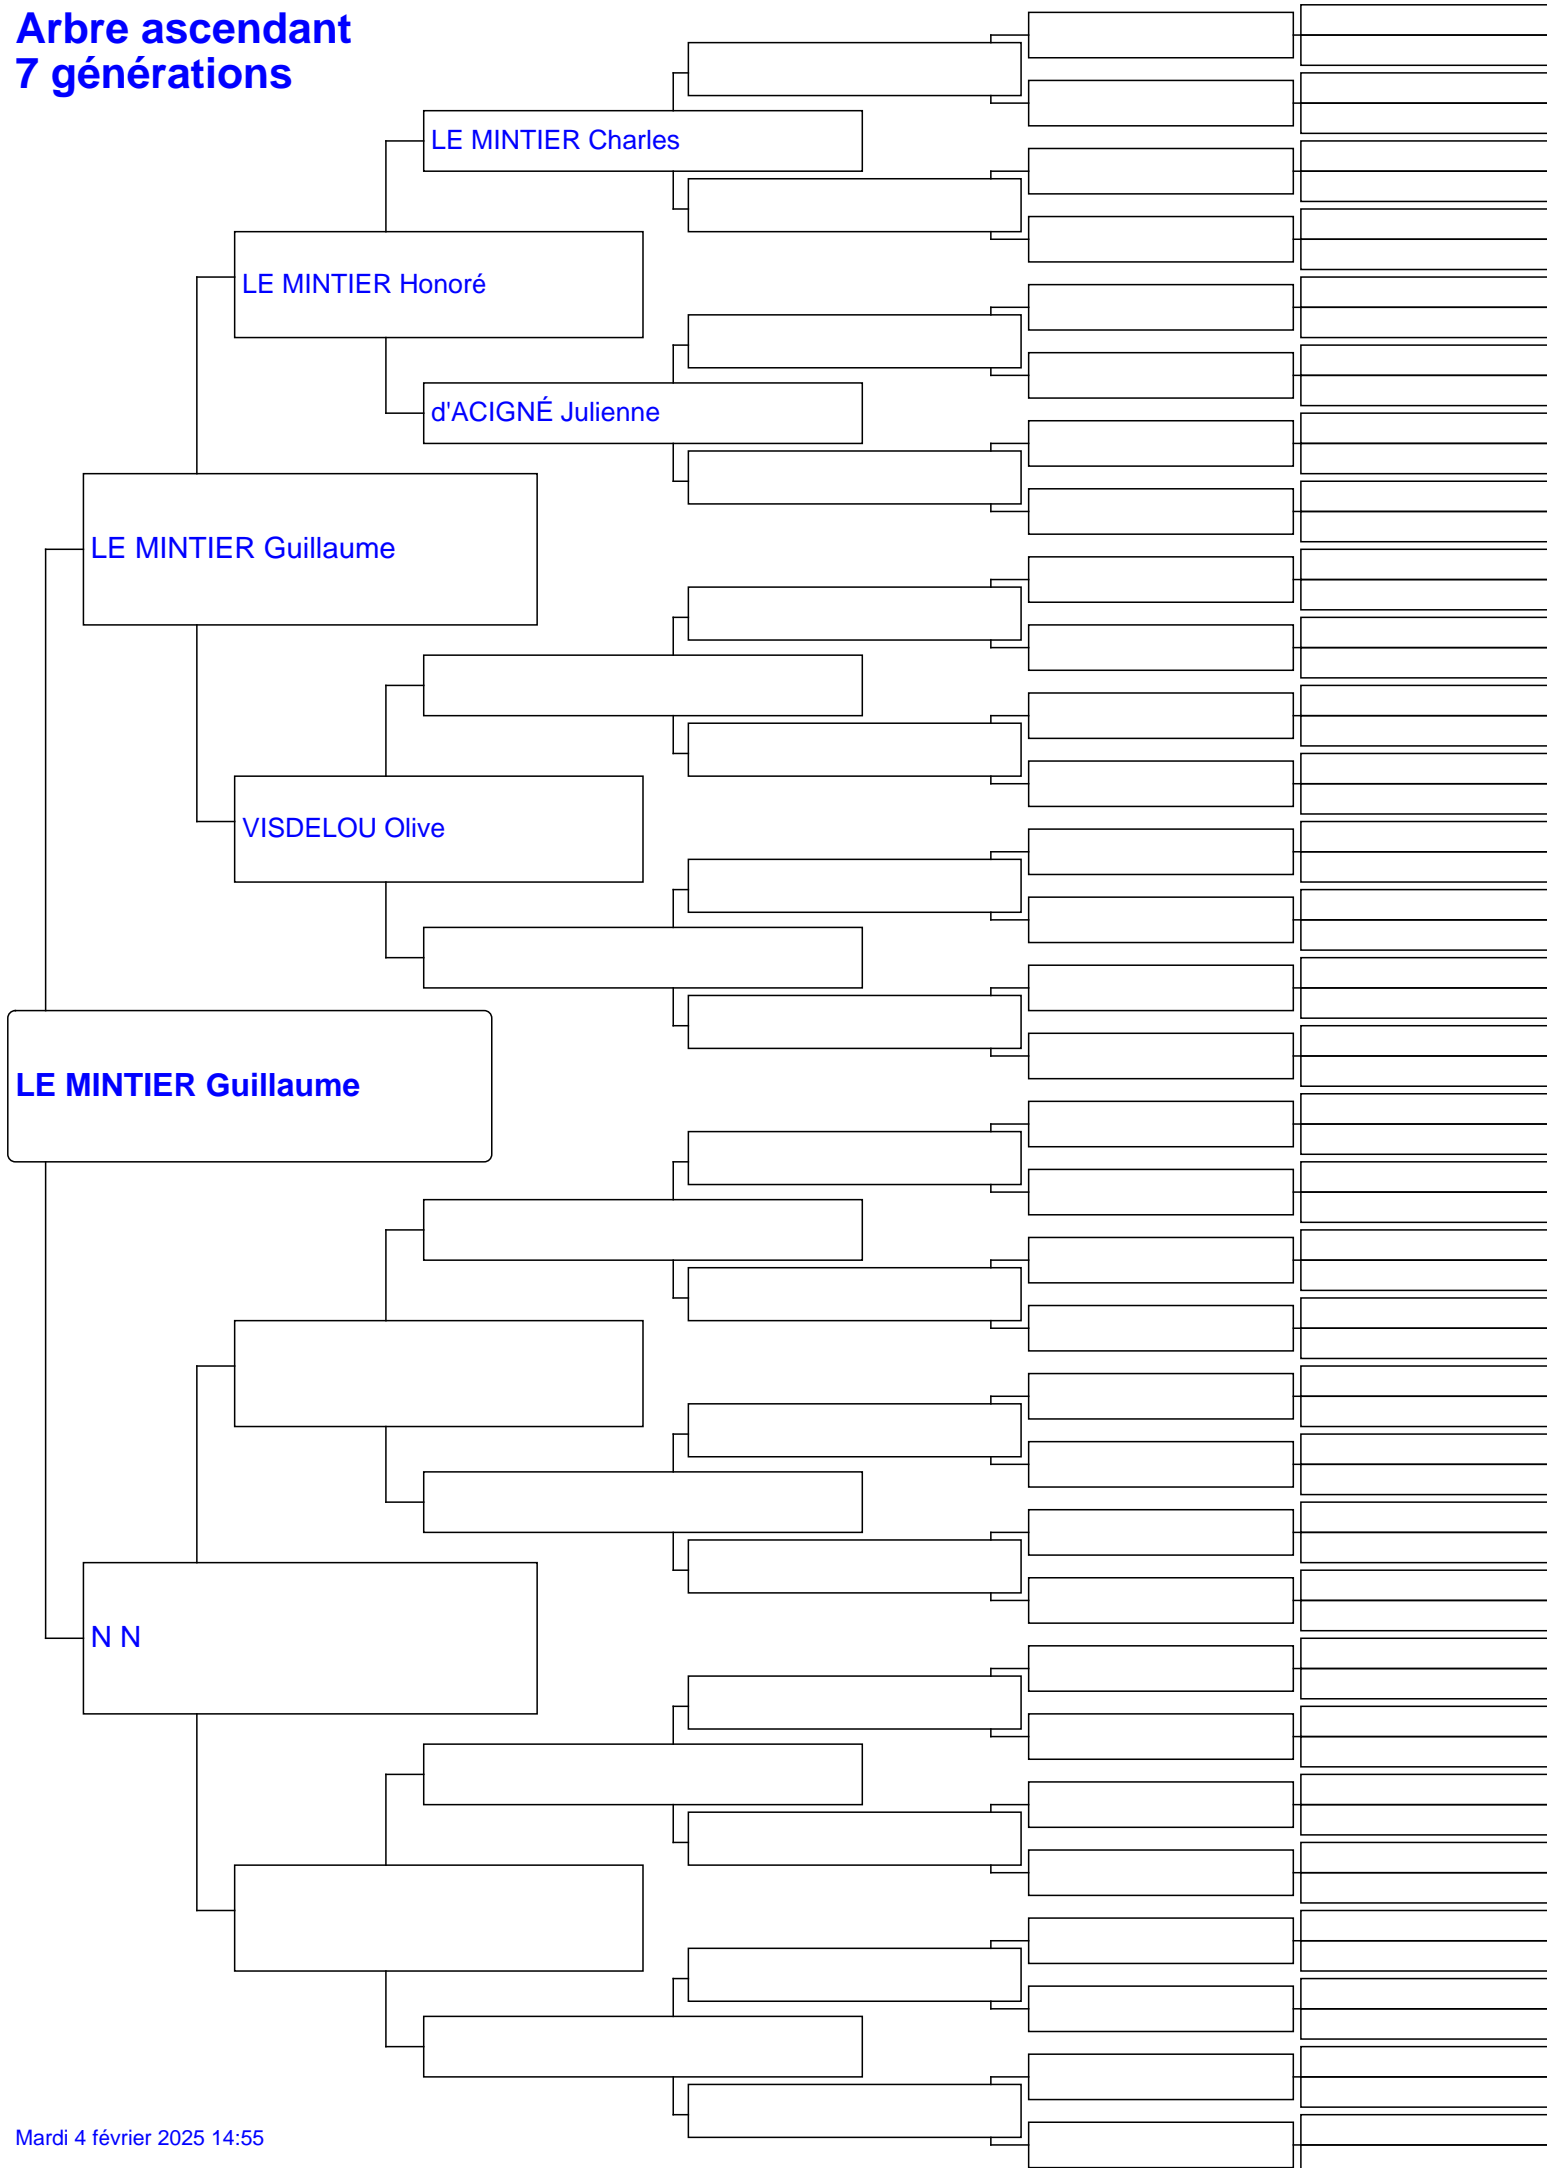 Arbre ascendant
7 générations
LE MINTIER Charles
LE MINTIER Honoré
d'ACIGNÉ Julienne
LE MINTIER Guillaume
VISDELOU Olive
LE MINTIER Guillaume
N N
Mardi 4 février 2025 14:55